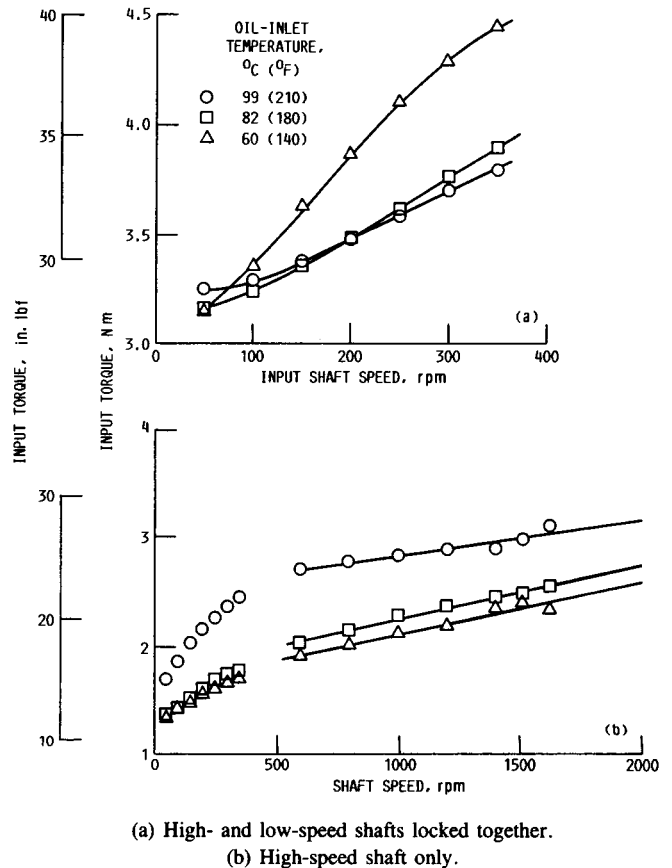 OIL-INLET
TEMPERATURE,
°C (°F)
99 (210)
82 (180)
60 (140)
40
35
30
4.5
4.0
3.5
3.0
(a)
0
100
200
300
400
INPUT SHAFT SPEED, rpm
INPUT TORQUE, in. lbf
INPUT TORQUE, N m
30
20
10
4
3
2
1
(b)
0
500
1000
1500
2000
SHAFT SPEED, rpm
(a) High- and low-speed shafts locked together.
(b) High-speed shaft only.